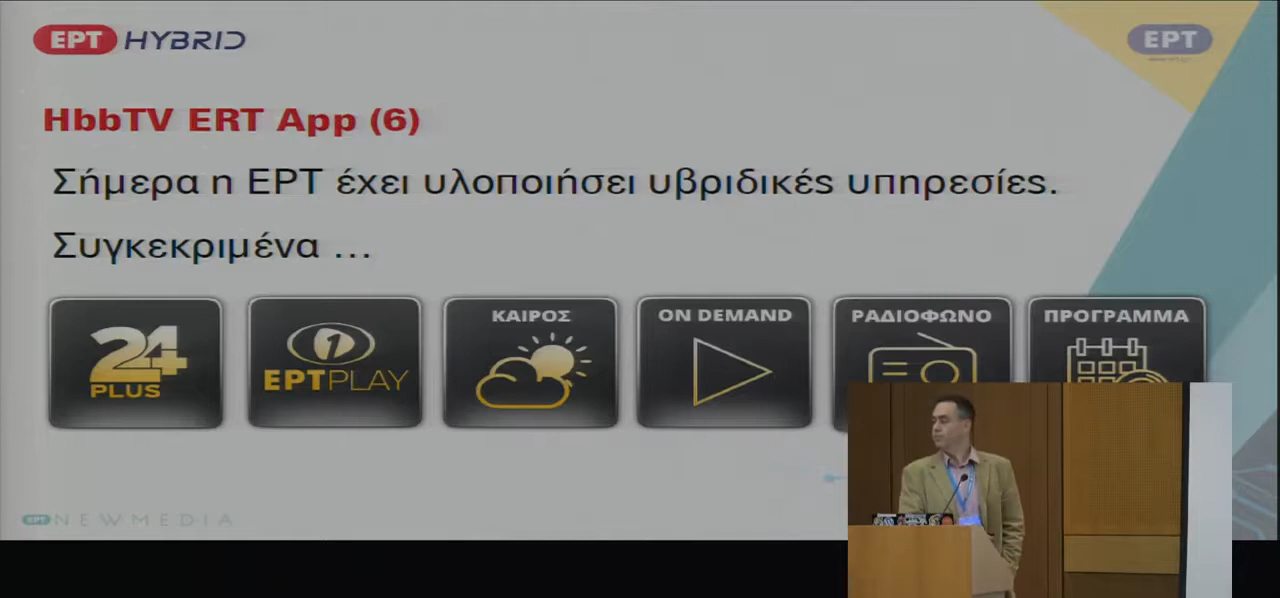 ΕΡΤ HYBRID
ΕΡΤ
HbbTV ERT App (6)
Σήμερα η ΕΡΤ έχει υλοποιήσει υβριδικές υπηρεσίες.
Συγκεκριμένα ...
24+
PLUS
1
ΕΡΤPLAY
ΚΑΙΡΟΣ
ON DEMAND
ΡΑΔΙΟΦΩΝΟ
ΠΡΟΓΡΑΜΜΑ
ΕΡΤ NEWMEDIA